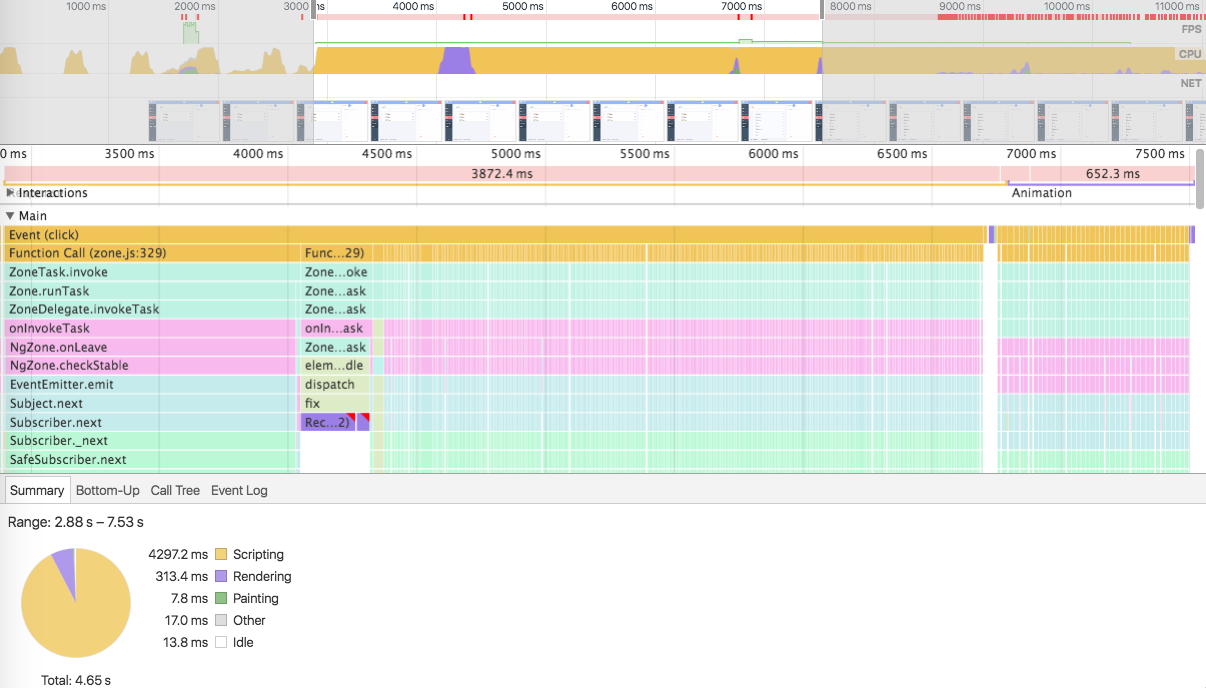 1000 ms 2000 ms 3000 ms 4000 ms 5000 ms 6000 ms 7000 ms 8000 ms 9000 ms 10000 ms 11000 ms
FPS
CPU
NET
0 ms 3500 ms 4000 ms 4500 ms 5000 ms 5500 ms 6000 ms 6500 ms 7000 ms 7500 ms
3872.4 ms 652.3 ms
Interactions Animation
Main
Event (click)
Function Call (zone.js:329) Func...29)
ZoneTask.invoke Zone...oke
Zone.runTask Zone...ask
ZoneDelegate.invokeTask Zone...ask
onInvokeTask onIn...ask
NgZone.onLeave Zone...ask
NgZone.checkStable elem...dle
EventEmitter.emit dispatch
Subject.next fix
Subscriber.next Rec...2)
Subscriber._next
SafeSubscriber.next
Summary Bottom-Up Call Tree Event Log
Range: 2.88 s – 7.53 s
4297.2 ms Scripting
313.4 ms Rendering
7.8 ms Painting
17.0 ms Other
13.8 ms Idle
Total: 4.65 s